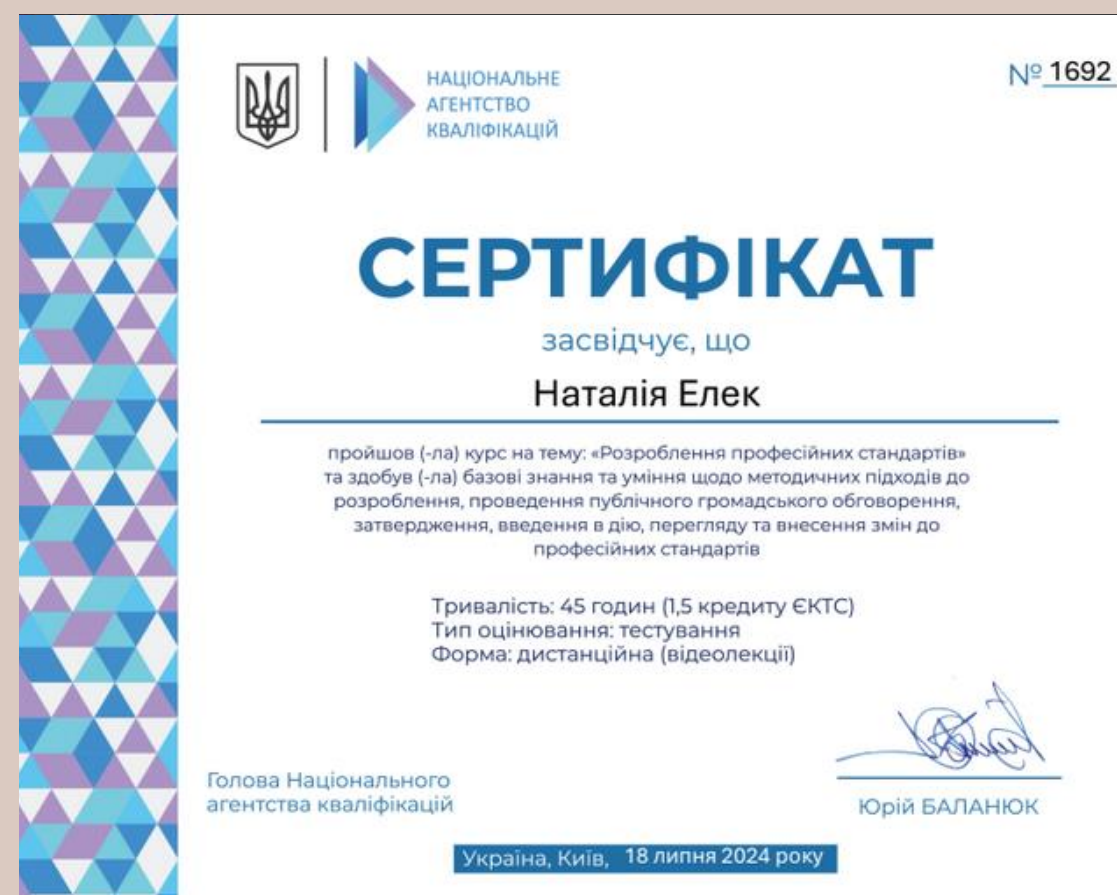 НАЦІОНАЛЬНЕ
АГЕНТСТВО
КВАЛІФІКАЦІЙ
№ 1692
СЕРТИФІКАТ
засвідчує, що
Наталія Елек
пройшов (-ла) курс на тему: «Розроблення професійних стандартів»
та здобув (-ла) базові знання та уміння щодо методичних підходів до
розроблення, проведення публічного громадського обговорення,
затвердження, введення в дію, перегляду та внесення змін до
професійних стандартів
Тривалість: 45 годин (1,5 кредиту ЄКТС)
Тип оцінювання: тестування
Форма: дистанційна (відеолекції)
Голова Національного
агентства кваліфікацій
Юрій БАЛАНЮК
Україна, Київ, 18 липня 2024 року